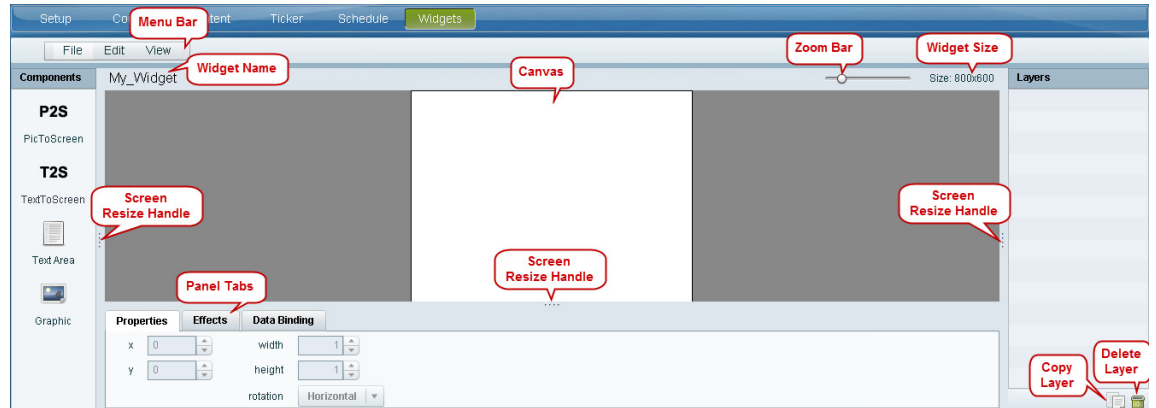 Setup Co tent Ticker Schedule Widgets
Menu Bar
File Edit View
Widget Name
Zoom Bar
Widget Size
Components
My_Widget
Canvas
Size: 800x600
Layers
P2S
PicToScreen
T2S
TextToScreen
Text Area
Graphic
Screen
Resize Handle
Screen
Resize Handle
Screen
Resize Handle
Panel Tabs
Properties Effects Data Binding
x 0 width 1
y 0 height 1
rotation Horizontal
Copy
Layer
Delete
Layer